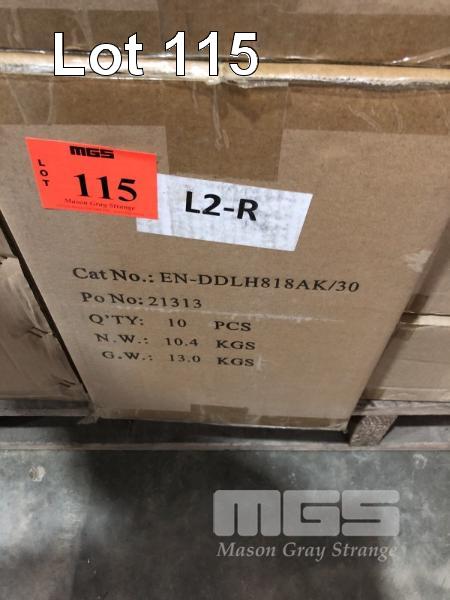 Lot 115
MGS
LOT
115
Mason Gray Strange
L2-R
Cat No.: EN-DDLH818AK/30
Po No: 21313
Q'TY: 10 PCS
N.W.: 10.4 KGS
G.W.: 13.0 KGS
MGS
Mason Gray Strange